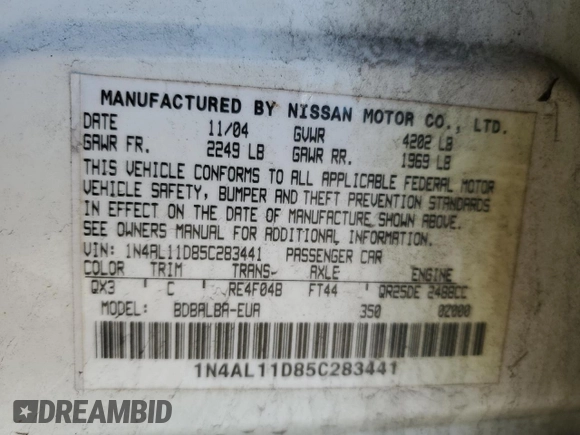 MANUFACTURED BY NISSAN MOTOR CO., LTD.
DATE 11/04 GVWR 4202 LB
GAWR FR. 2249 LB GAWR RR. 1969 LB
THIS VEHICLE CONFORMS TO ALL APPLICABLE FEDERAL MOTOR
VEHICLE SAFETY, BUMPER AND THEFT PREVENTION STANDARDS
IN EFFECT ON THE DATE OF MANUFACTURE SHOWN ABOVE.
SEE OWNERS MANUAL FOR ADDITIONAL INFORMATION.
VIN: 1N4AL11D85C283441 PASSENGER CAR
COLOR TRIM TRANS- AXLE ENGINE
QX3 C RE4F04B FT44 QR25DE 2488CC
MODEL: BDBALBA-EUA 350 02000
1N4AL11D85C283441
DREAMBID